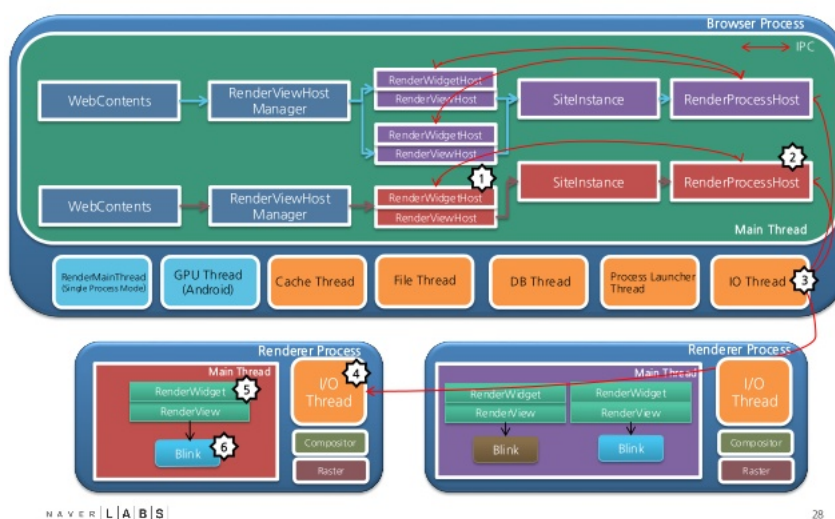 Browser Process
IPC
WebContents
RenderViewHost
Manager
RenderWidgetHost
RenderViewHost
RenderWidgetHost
RenderViewHost
SiteInstance
RenderProcessHost
1
2
WebContents
RenderViewHost
Manager
RenderWidgetHost
RenderViewHost
SiteInstance
RenderProcessHost
Main Thread
RenderMainThread
(Single Process Mode)
GPU Thread
(Android)
Cache Thread
File Thread
DB Thread
Process Launcher
Thread
IO Thread
3
Renderer Process
Main Thread
RenderWidget
5
RenderView
Blink
6
I/O
Thread
4
Compositor
Raster
Renderer Process
Main Thread
RenderWidget
RenderView
Blink
RenderWidget
RenderView
Blink
I/O
Thread
Compositor
Raster
NAVER LABS
28